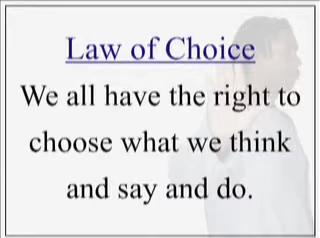 Law of Choice
We all have the right to
choose what we think
and say and do.